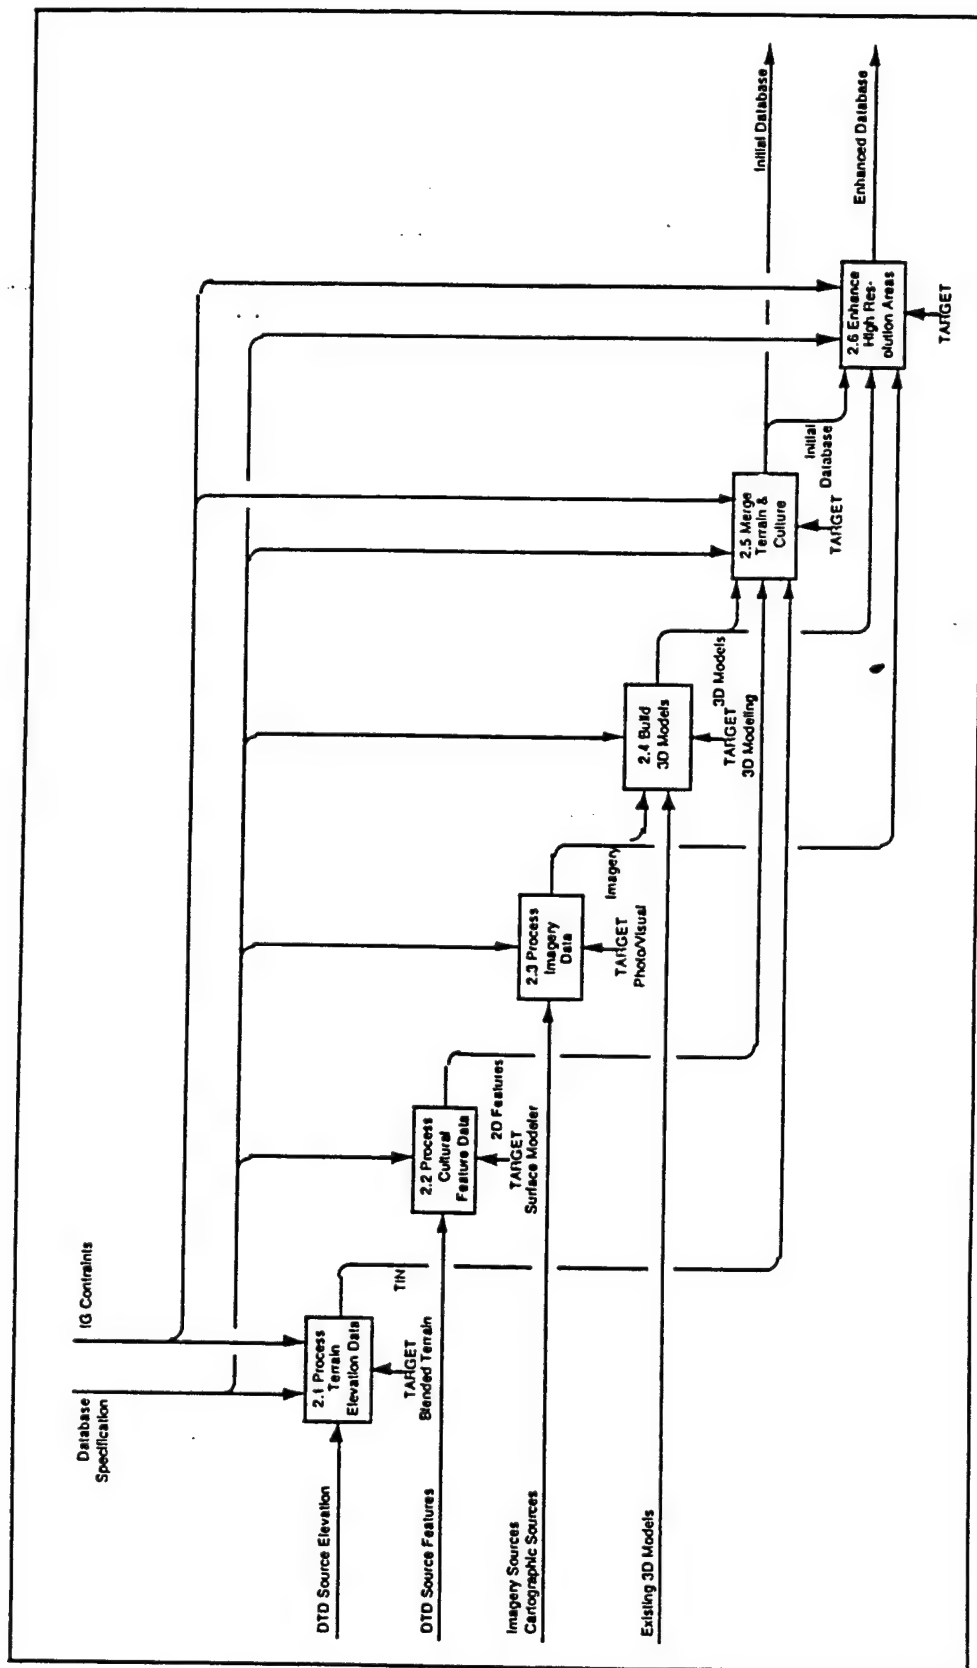 Database
Specification
IG Contraints
DTD Source Elevation
2.1 Process
Terrain
Elevation Data
TIN
TARGET
Blended Terrain
DTD Source Features
2.2 Process
Cultural
Feature Data
2D Features
TARGET
Surface Modeler
Imagery Sources
Cartographic Sources
2.3 Process
Imagery
Data
Imagery
TARGET
Photo/Visual
Existing 3D Models
2.4 Build
3D Models
3D Models
TARGET
3D Modeling
2.5 Merge
Terrain &
Culture
TARGET
Initial
Database
Initial Database
2.6 Enhance
High Res-
olution Areas
TARGET
Enhanced Database